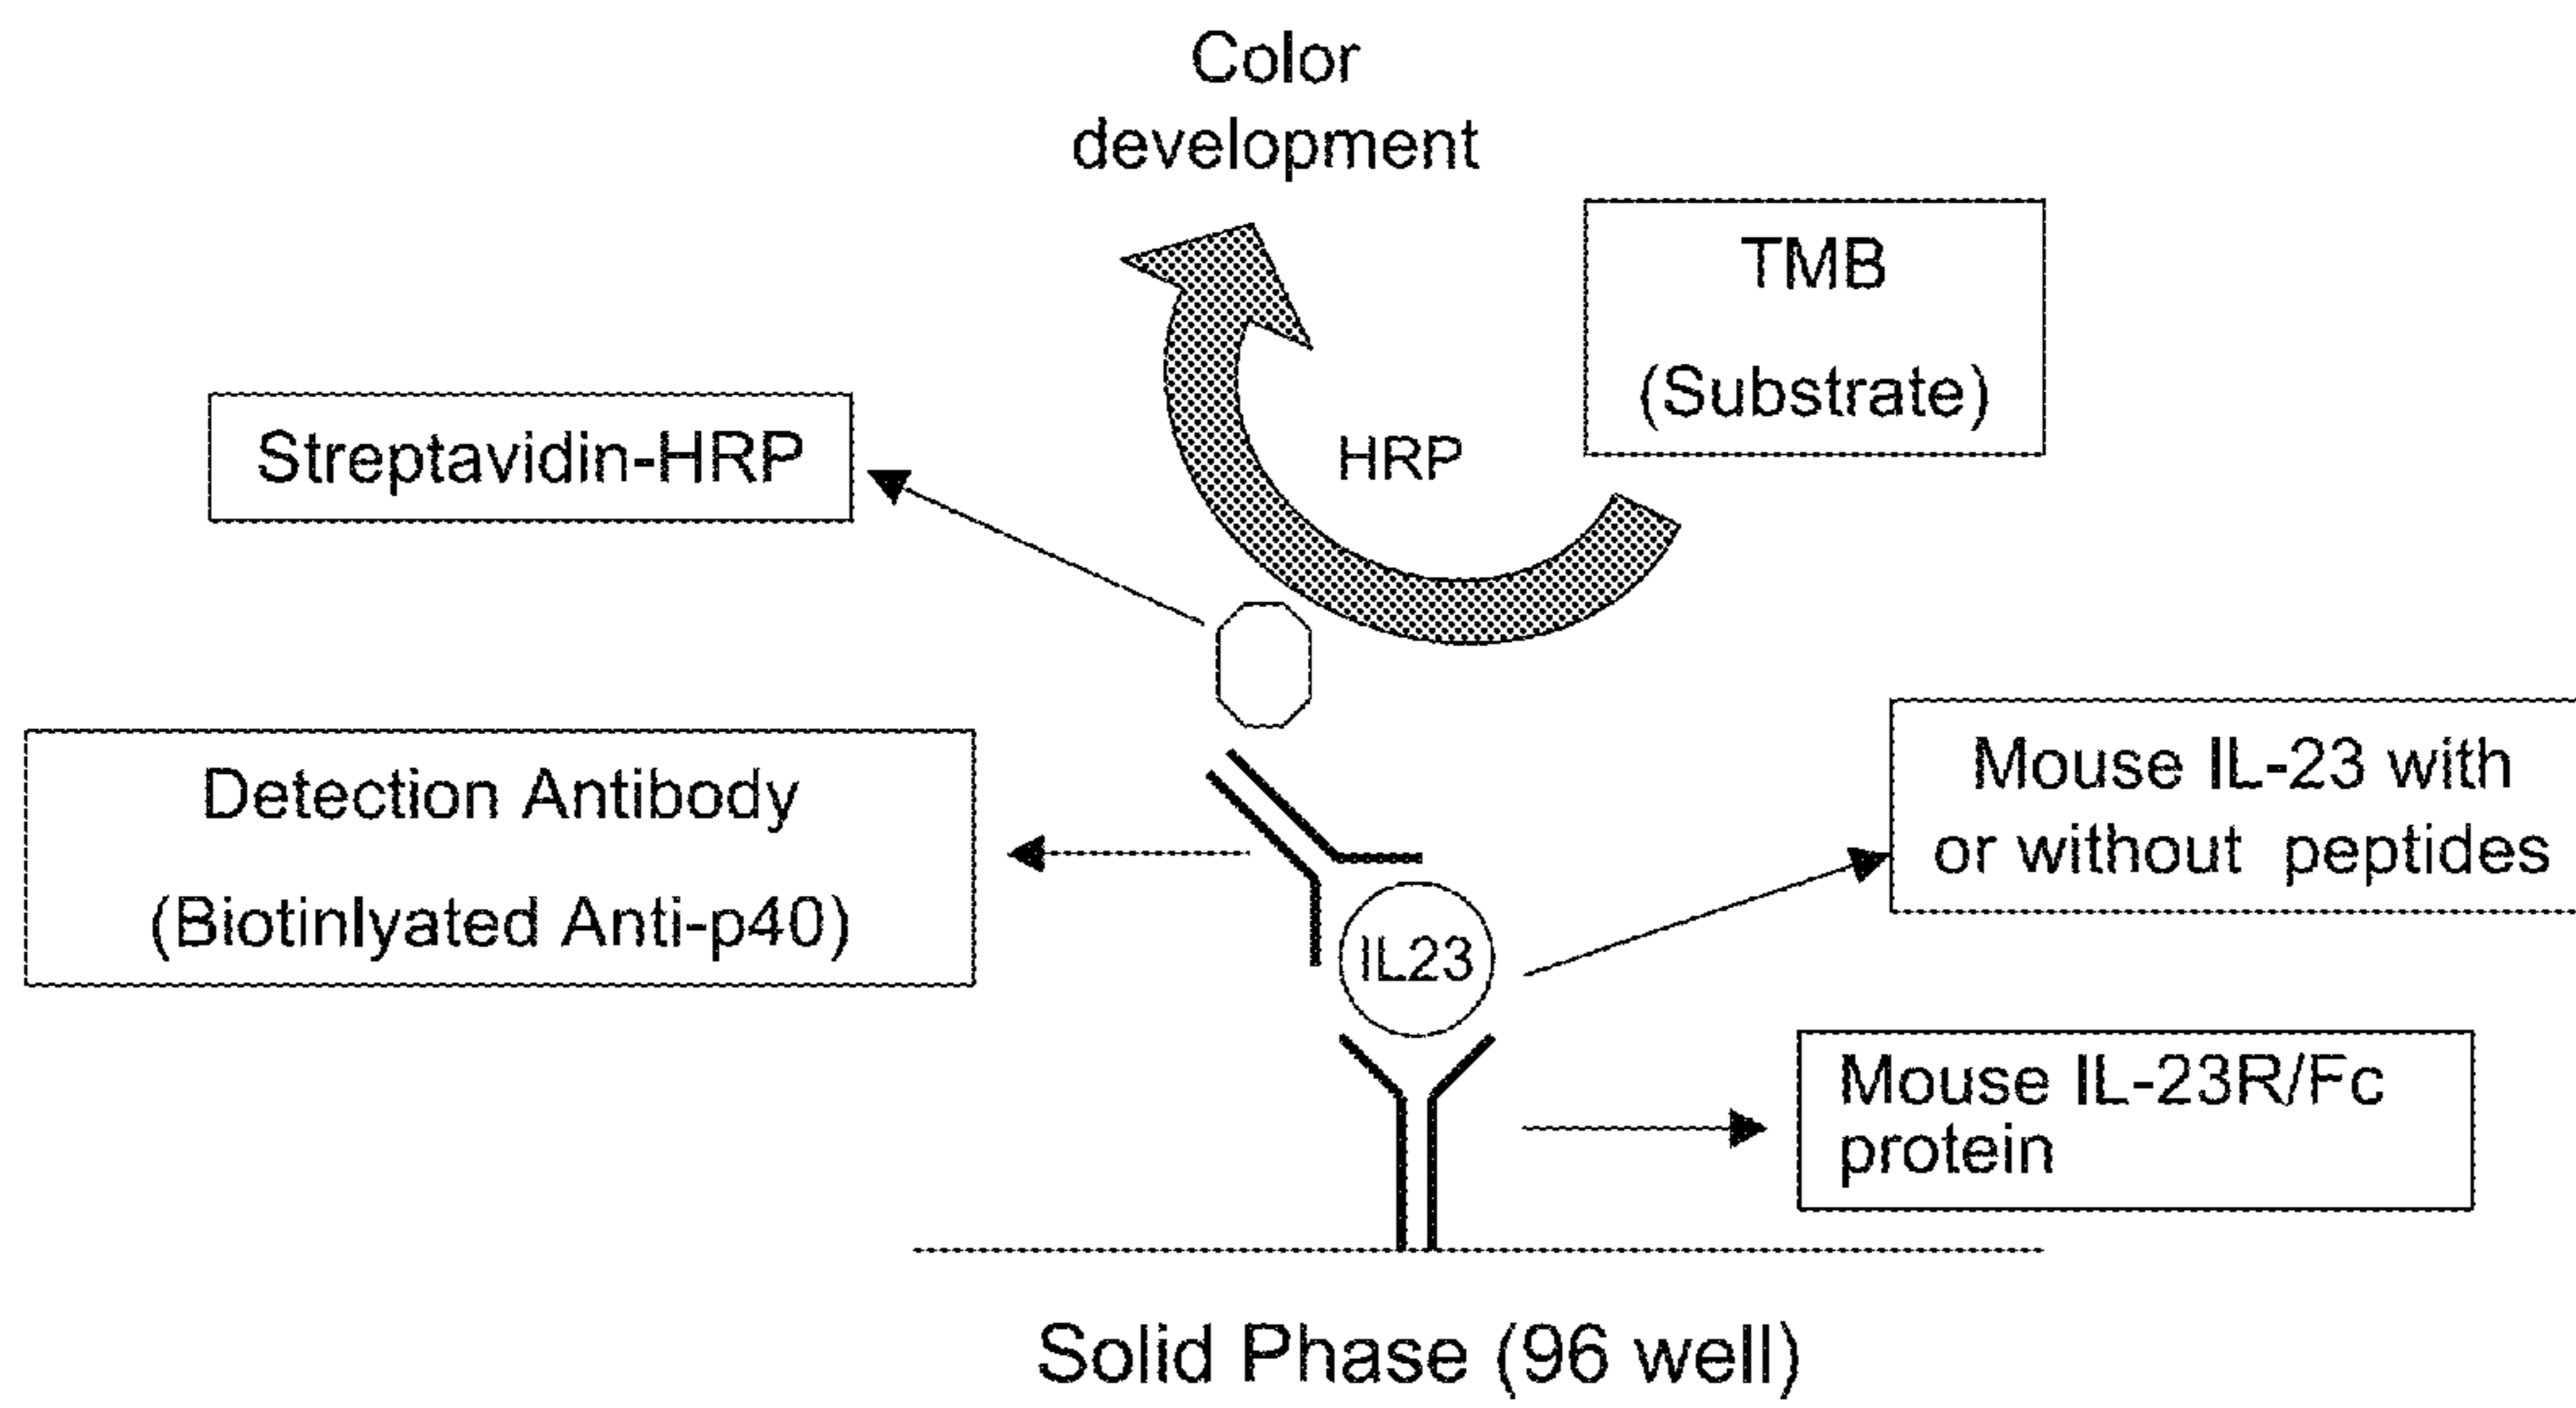 Color
development
TMB
(Substrate)
Streptavidin-HRP
HRP
Detection Antibody
(Biotinlyated Anti-p40)
Mouse IL-23 with
or without peptides
IL23
Mouse IL-23R/Fc
protein
Solid Phase (96 well)